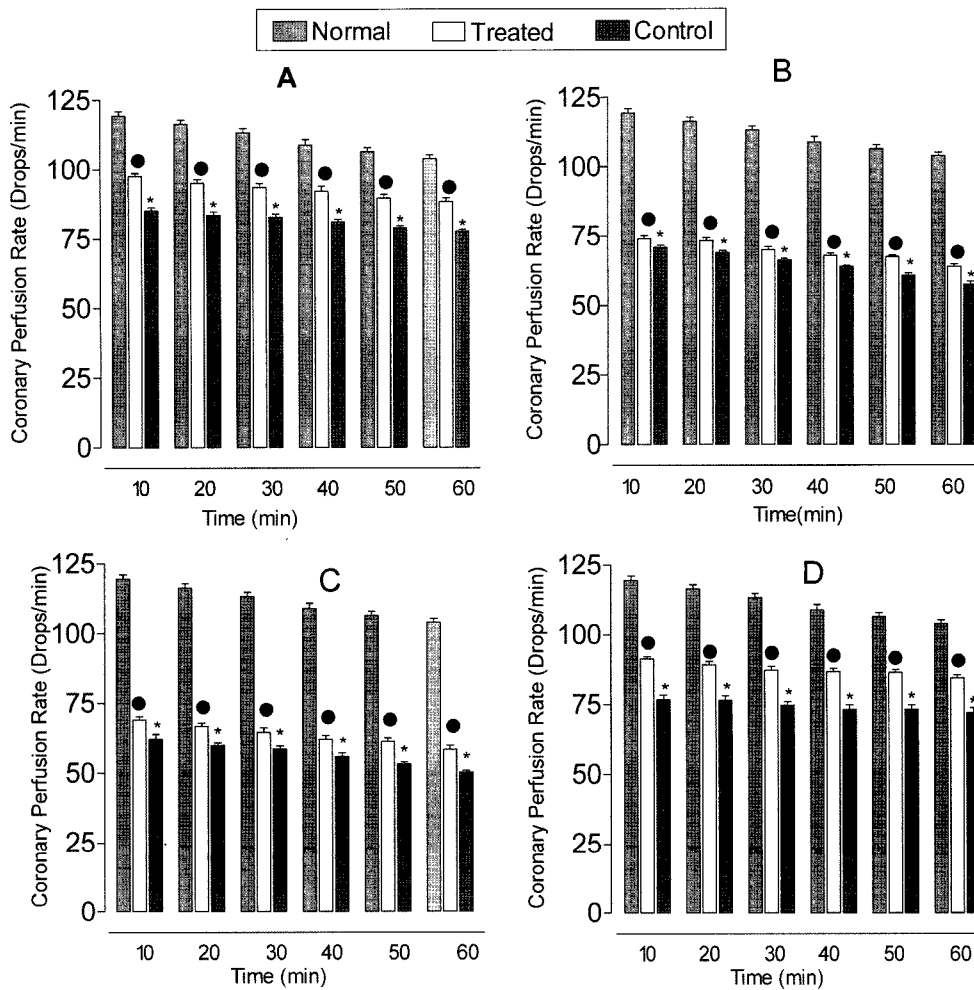 Normal Treated Control
A
Coronary Perfusion Rate (Drops/min)
125
100
75
50
25
0
* * * * * *
10 20 30 40 50 60
Time (min)
B
Coronary Perfusion Rate (Drops/min)
125
100
75
50
25
0
* * * * * *
10 20 30 40 50 60
Time(min)
C
Coronary Perfusion Rate (Drops/min)
125
100
75
50
25
0
* * * * * *
10 20 30 40 50 60
Time (min)
D
Coronary Perfusion Rate (Drops/min)
125
100
75
50
25
0
* * * * * *
10 20 30 40 50 60
Time (min)